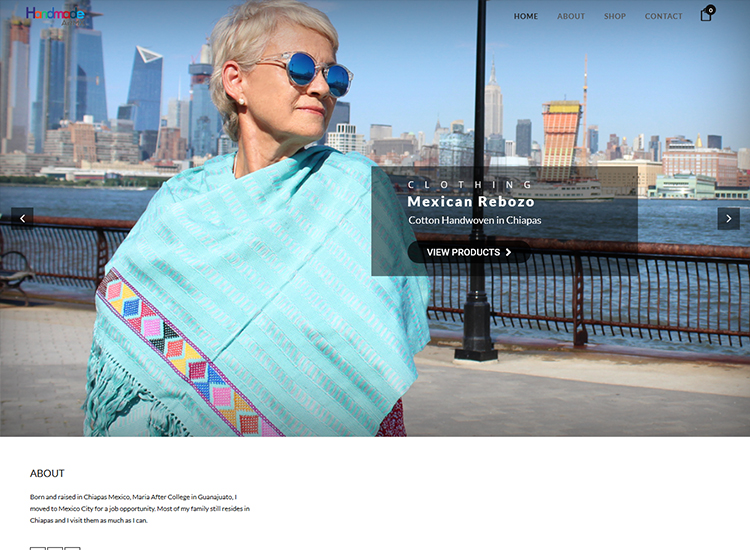 Handmade
HOME
ABOUT
SHOP
CONTACT
0
CLOTHING
Mexican Rebozo
Cotton Handwoven in Chiapas
VIEW PRODUCTS
ABOUT
Born and raised in Chiapas Mexico, Maria After College in Guanajuato, I
moved to Mexico City for a job opportunity. Most of my family still resides in
Chiapas and I visit them as much as I can.